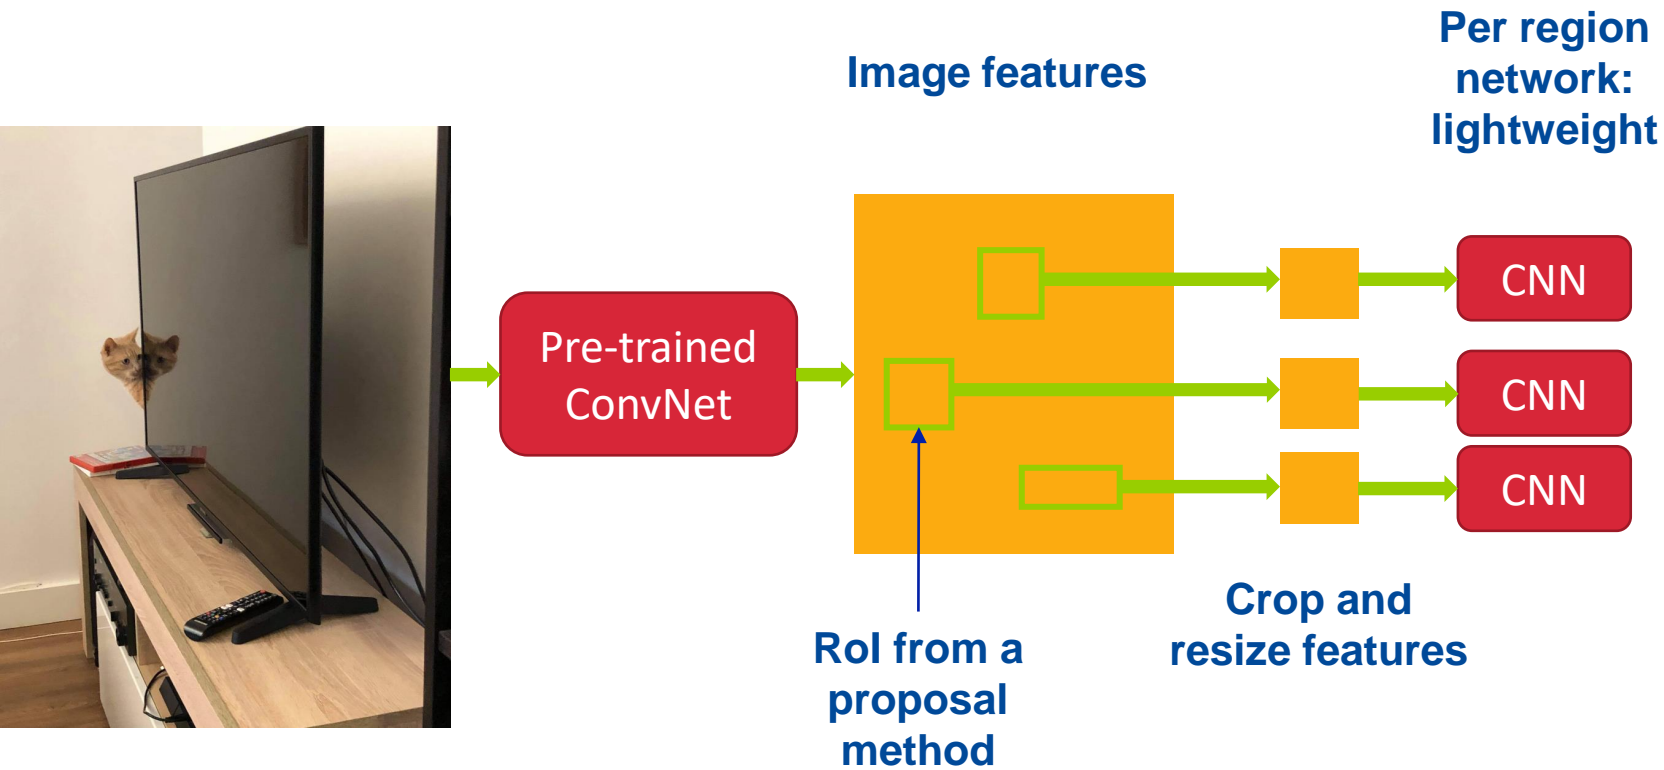 Per region
network:
lightweight
Image features
Pre-trained
ConvNet
CNN
CNN
CNN
RoI from a
proposal
method
Crop and
resize features